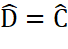 D̂ = Ĉ